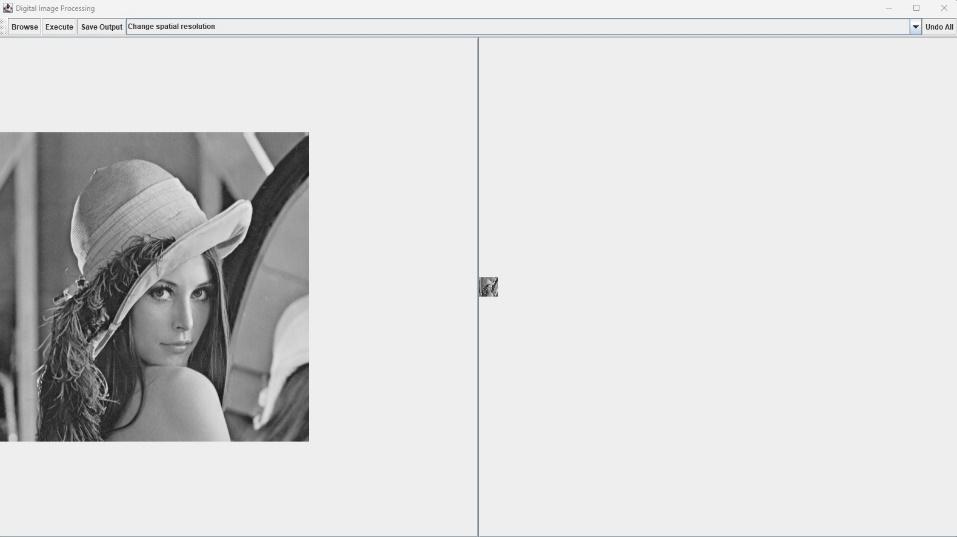 Digital Image Processing
Browse Execute Save Output Change spatial resolution Undo All